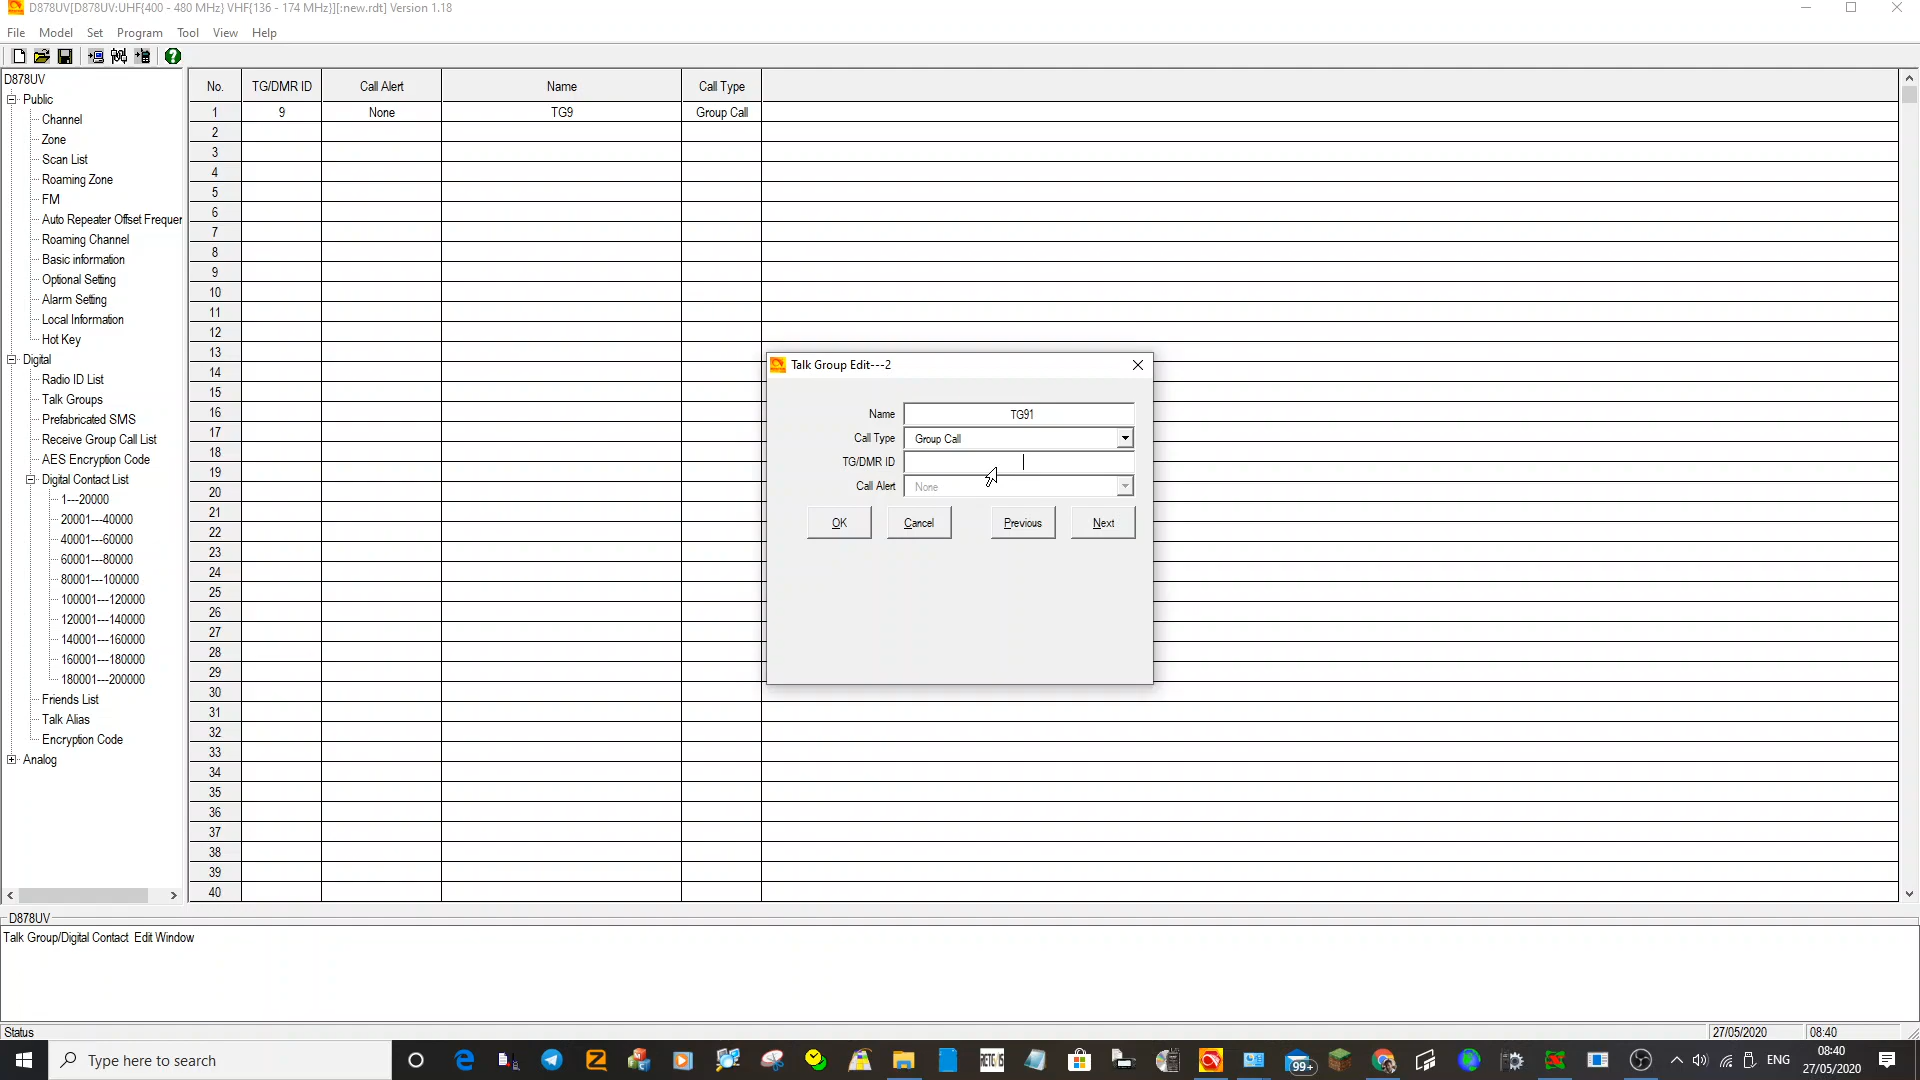 D878UV[D878UV:UHF{400 - 480 MHz} VHF{136 - 174 MHz}][:new.rdt] Version 1.18
File Model Set Program Tool View Help
D878UV
Public
Channel
Zone
Scan List
Roaming Zone
FM
Auto Repeater Offset Frequer
Roaming Channel
Basic information
Optional Setting
Alarm Setting
Local Information
Hot Key
Digital
Radio ID List
Talk Groups
Prefabricated SMS
Receive Group Call List
AES Encryption Code
Digital Contact List
1---20000
20001---40000
40001---60000
60001---80000
80001---100000
100001---120000
120001---140000
140001---160000
160001---180000
180001---200000
Friends List
Talk Alias
Encryption Code
Analog
No. TG/DMR ID Call Alert Name Call Type
1 9 None TG9 Group Call
2
3
4
5
6
7
8
9
10
11
12
13
14
15
16
17
18
19
20
21
22
23
24
25
26
27
28
29
30
31
32
33
34
35
36
37
38
39
40
Talk Group Edit---2
Name TG91
Call Type Group Call
TG/DMR ID
Call Alert None
OK Cancel Previous Next
D878UV
Talk Group/Digital Contact Edit Window
Status 27/05/2020 08:40
Type here to search
RETEVIS
99+
ENG
08:40
27/05/2020